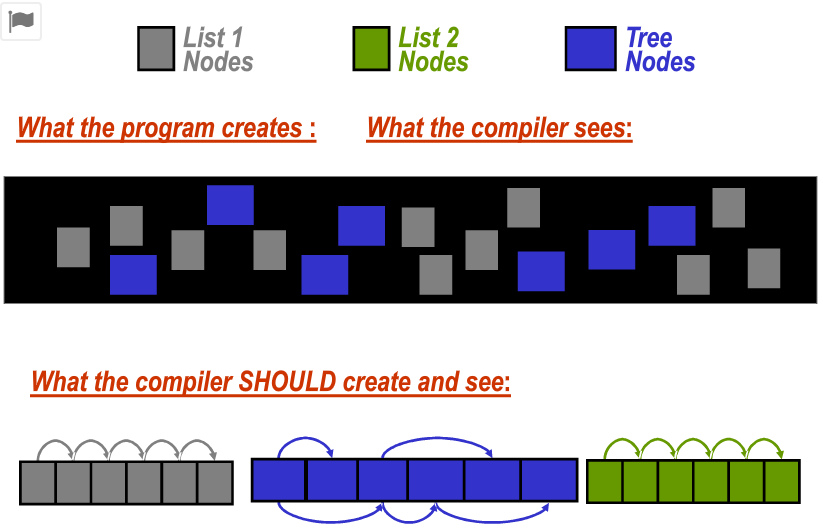 List 1
Nodes
List 2
Nodes
Tree
Nodes
What the program creates :
What the compiler sees:
What the compiler SHOULD create and see: